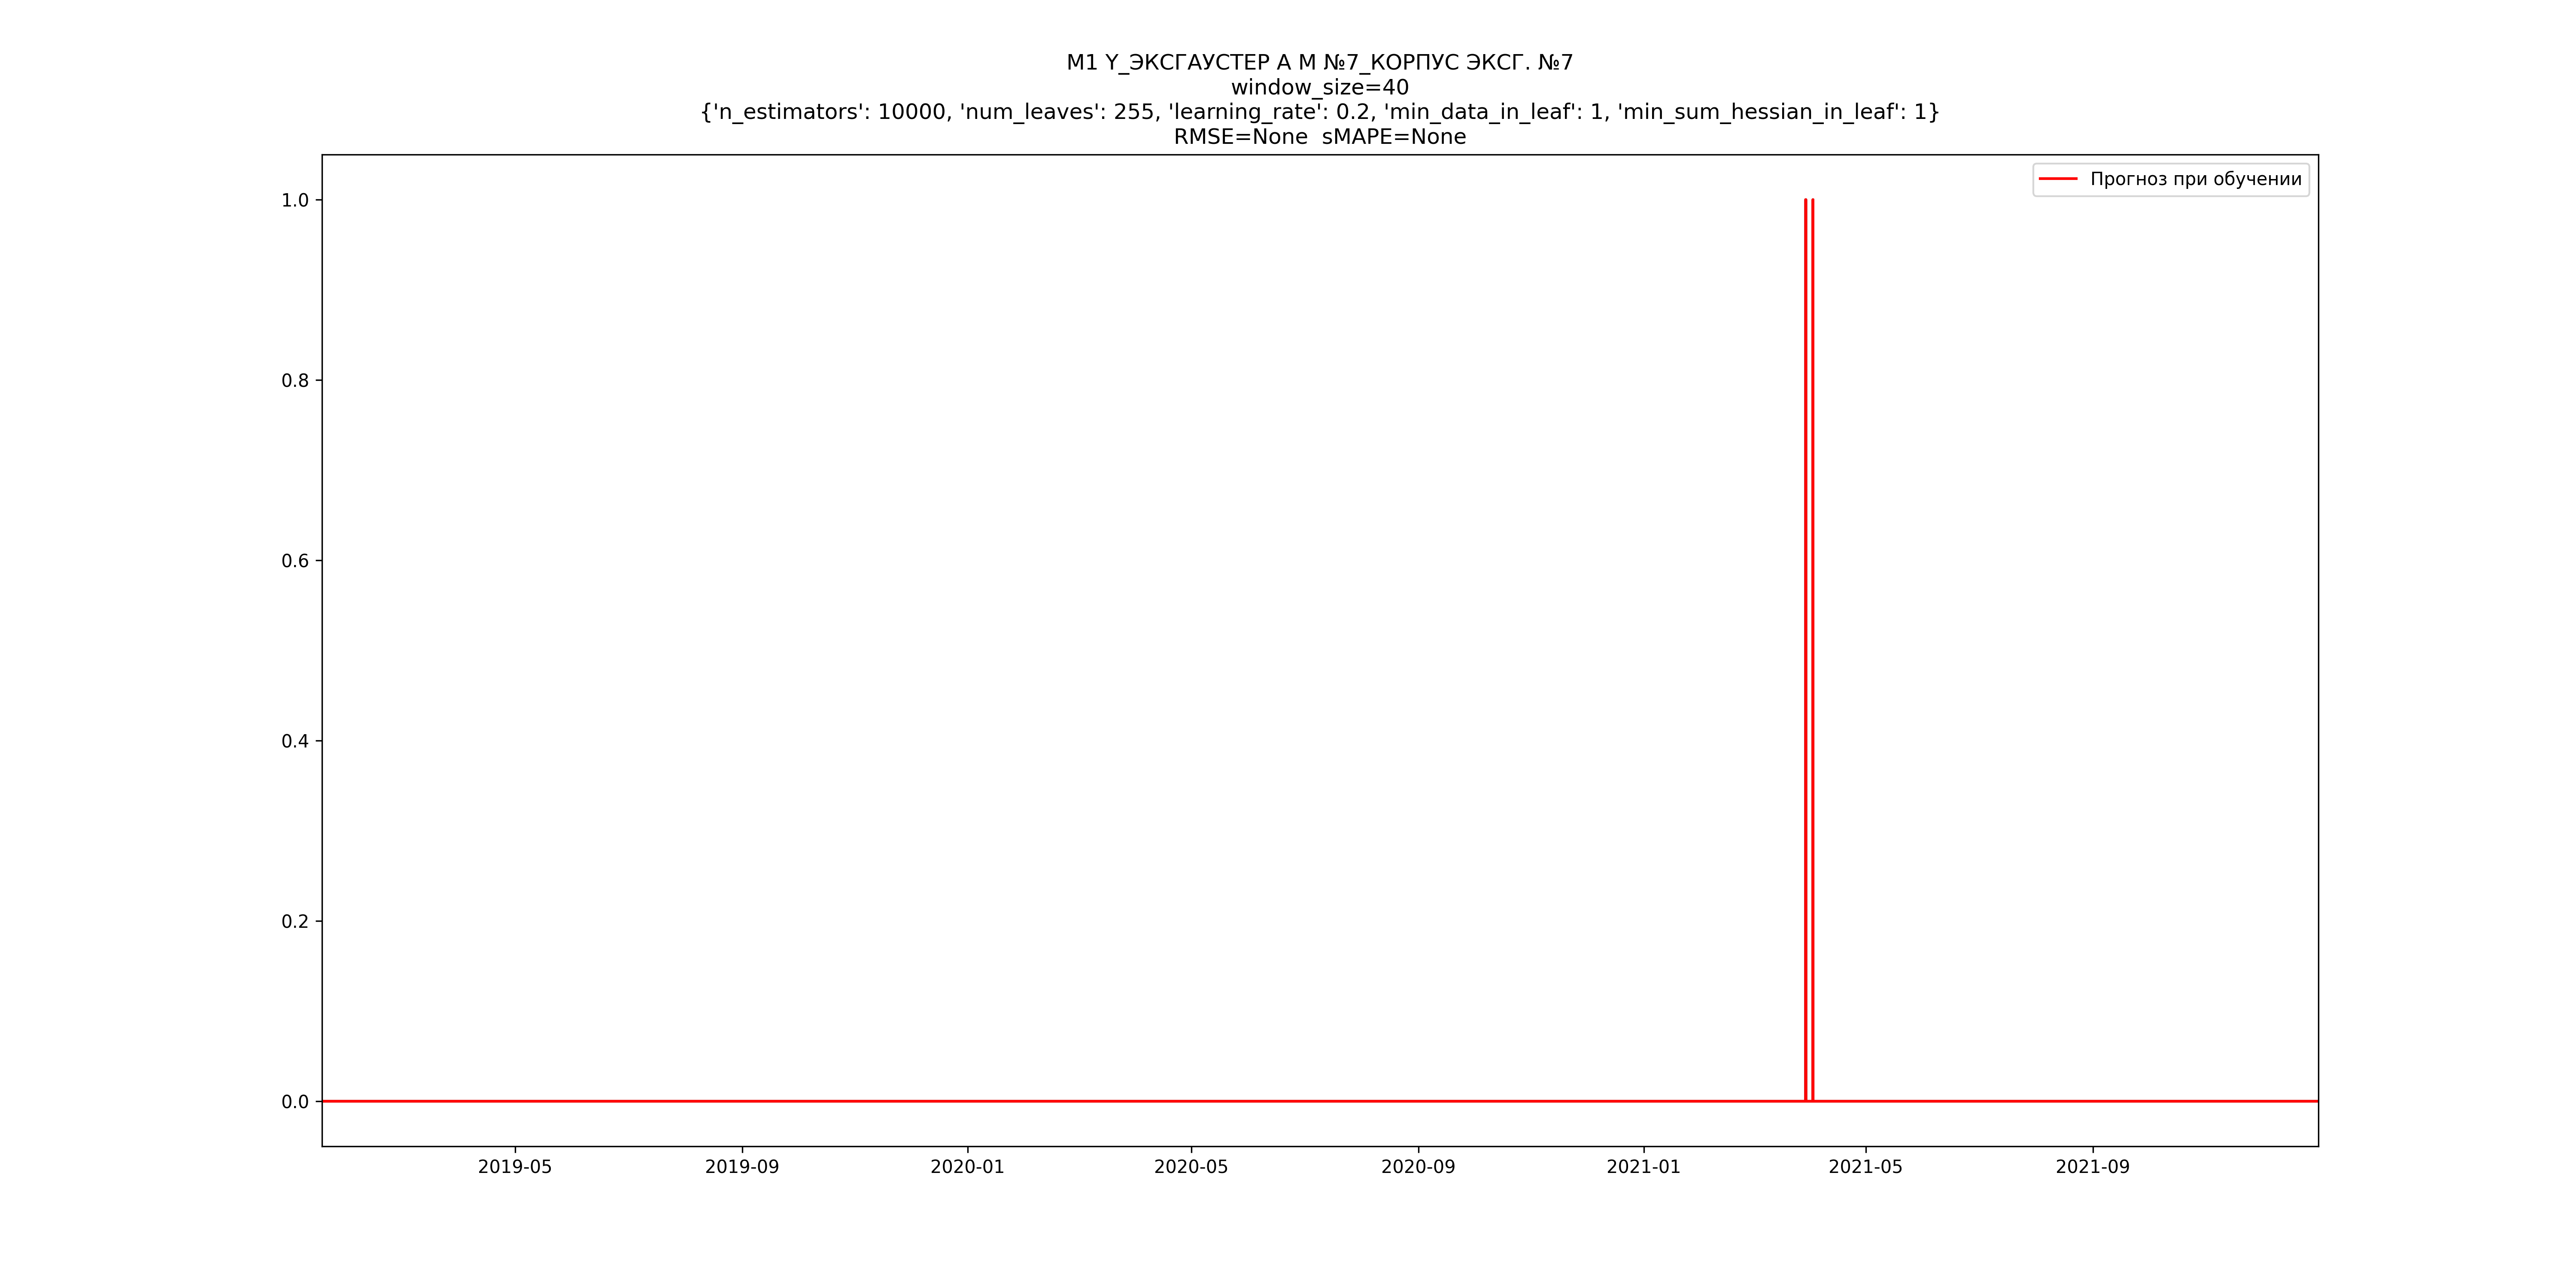 M1 Y_ЭКСГАУСТЕР А М №7_КОРПУС ЭКСГ. №7
window_size=40
{'n_estimators': 10000, 'num_leaves': 255, 'learning_rate': 0.2, 'min_data_in_leaf': 1, 'min_sum_hessian_in_leaf': 1}
RMSE=None  sMAPE=None
Прогноз при обучении
1.0
0.8
0.6
0.4
0.2
0.0
2019-05 2019-09 2020-01 2020-05 2020-09 2021-01 2021-05 2021-09